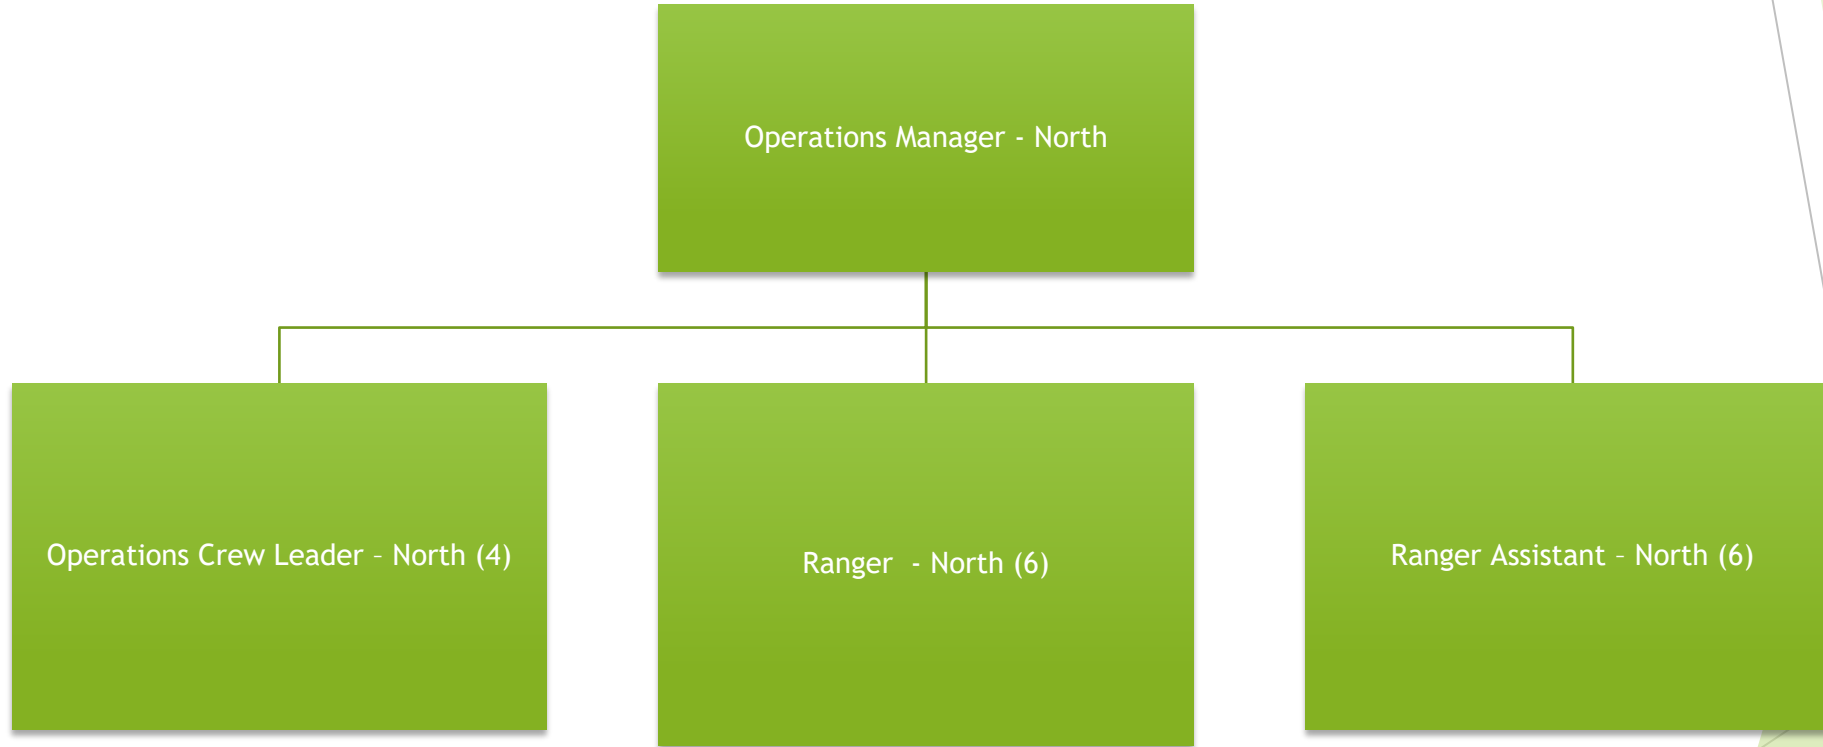 Operations Manager - North
Operations Crew Leader – North (4)
Ranger  - North (6)
Ranger Assistant – North (6)